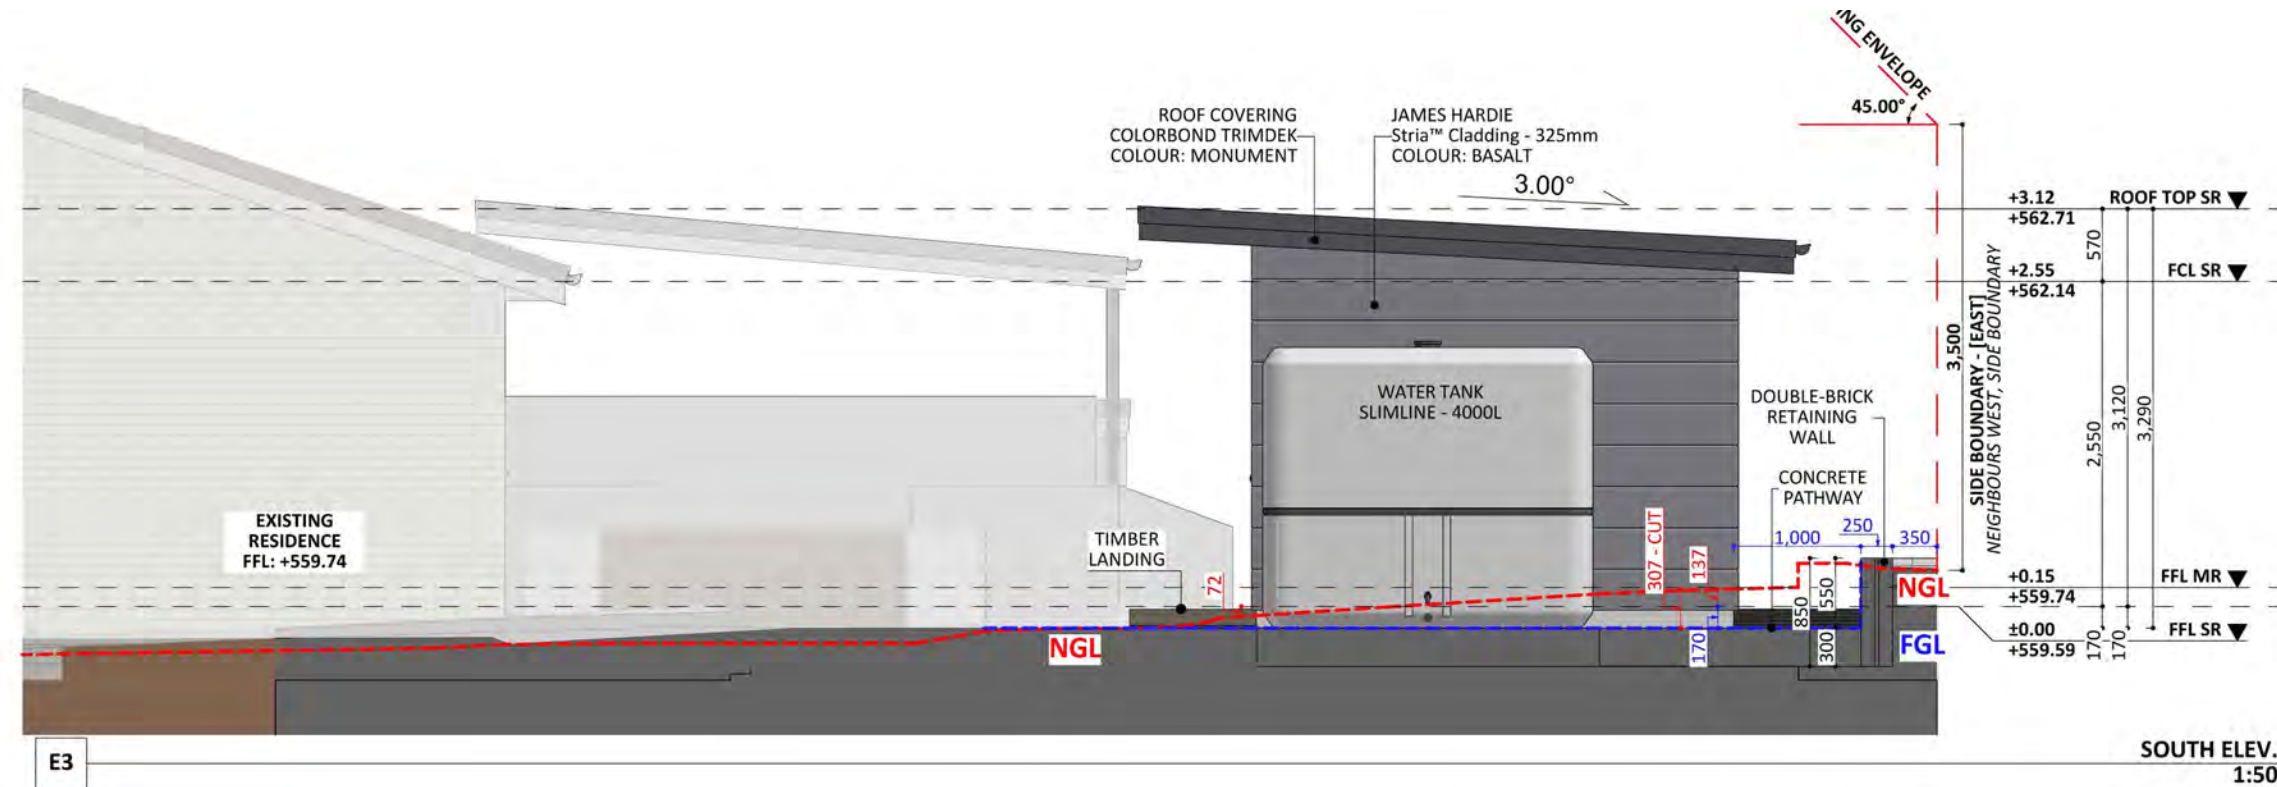 NG ENVELOPE
45.00°
ROOF COVERING
COLORBOND TRIMDEK
COLOUR: MONUMENT
JAMES HARDIE
Stria™ Cladding - 325mm
COLOUR: BASALT
3.00°
+3.12
+562.71
ROOF TOP SR
570
+2.55
+562.14
FCL SR
3,500
SIDE BOUNDARY - [EAST]
NEIGHBOURS WEST, SIDE BOUNDARY
2,550
3,120
3,290
WATER TANK
SLIMLINE - 4000L
DOUBLE-BRICK
RETAINING
WALL
CONCRETE
PATHWAY
EXISTING
RESIDENCE
FFL: +559.74
TIMBER
LANDING
72
307 - CUT
137
1,000
250
350
850
550
300
170
NGL
NGL
FGL
+0.15
+559.74
FFL MR
±0.00
+559.59
FFL SR
170
170
E3
SOUTH ELEV.
1:50